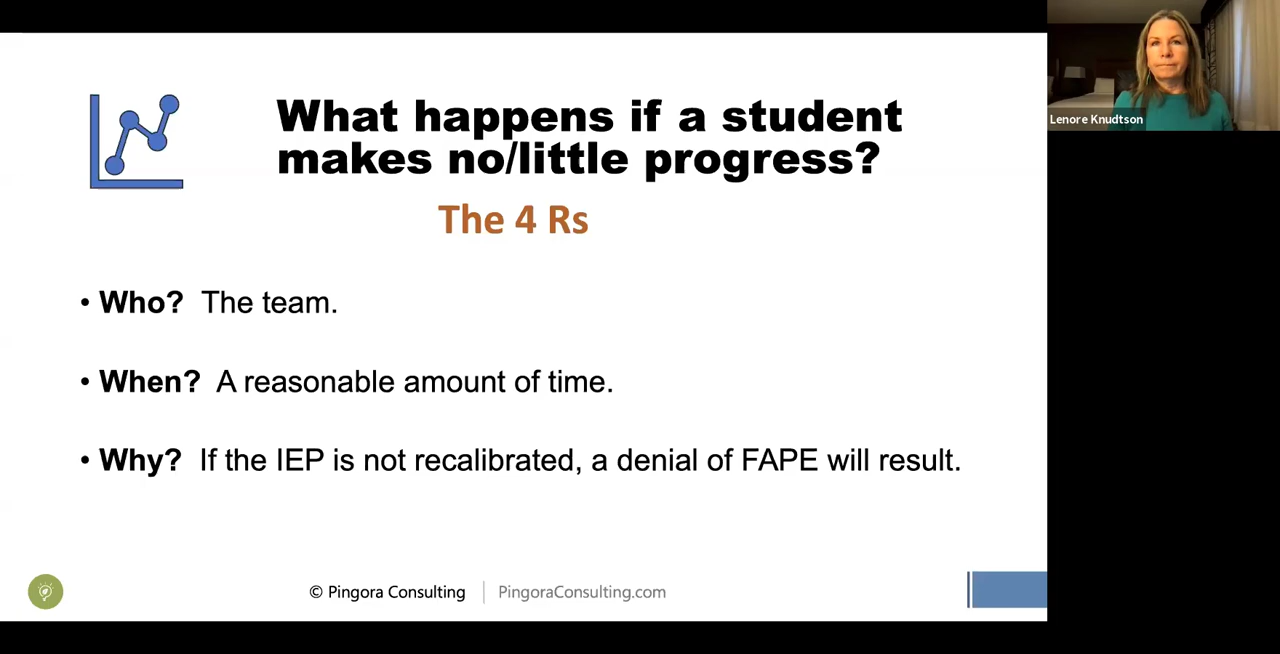 What happens if a student
makes no/little progress?
The 4 Rs
• Who? The team.
• When? A reasonable amount of time.
• Why? If the IEP is not recalibrated, a denial of FAPE will result.
© Pingora Consulting
PingoraConsulting.com
Lenore Knudtson